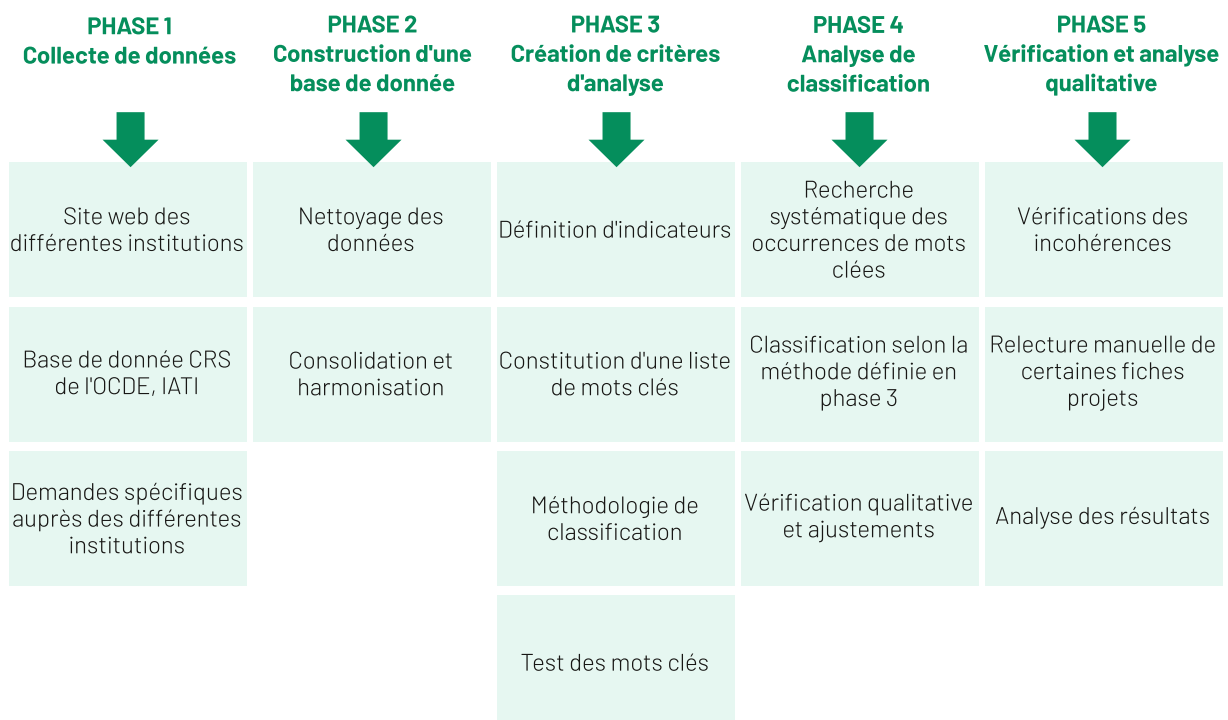 PHASE 1
Collecte de données
PHASE 2
Construction d'une
base de donnée
PHASE 3
Création de critères
d'analyse
PHASE 4
Analyse de
classification
PHASE 5
Vérification et analyse
qualitative
Site web des
différentes institutions
Base de donnée CRS
de l'OCDE, IATI
Demandes spécifiques
auprès des différentes
institutions
Nettoyage des
données
Consolidation et
harmonisation
Définition d'indicateurs
Constitution d'une liste
de mots clés
Méthodologie de
classification
Test des mots clés
Recherche
systématique des
occurrences de mots
clées
Classification selon la
méthode définie en
phase 3
Vérification qualitative
et ajustements
Vérifications des
incohérences
Relecture manuelle de
certaines fiches
projets
Analyse des résultats